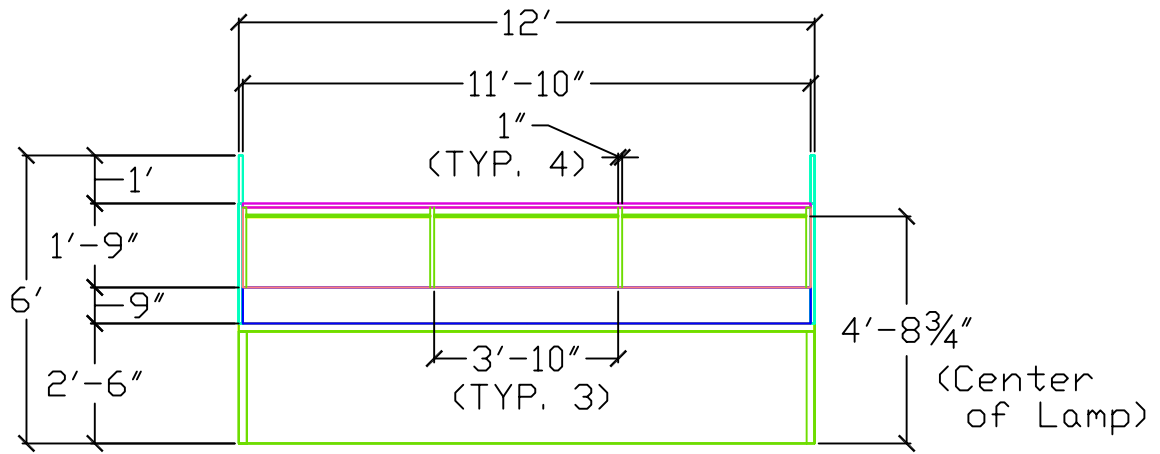 12'
11'-10"
1"
(TYP. 4)
1'
1'-9"
6'
9"
4'-8¾"
3'-10"
2'-6"
(TYP. 3)
(Center
of Lamp)